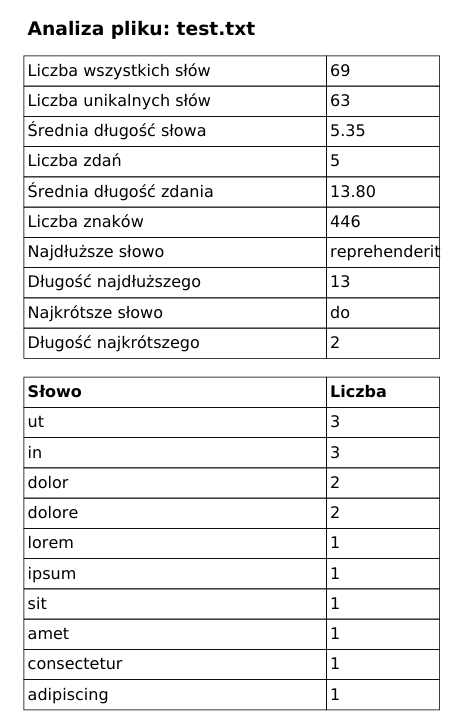 Analiza pliku: test.txt
Liczba wszystkich słów 69
Liczba unikalnych słów 63
Średnia długość słowa 5.35
Liczba zdań 5
Średnia długość zdania 13.80
Liczba znaków 446
Najdłuższe słowo reprehenderit
Długość najdłuższego 13
Najkrótsze słowo do
Długość najkrótszego 2
Słowo Liczba
ut 3
in 3
dolor 2
dolore 2
lorem 1
ipsum 1
sit 1
amet 1
consectetur 1
adipiscing 1